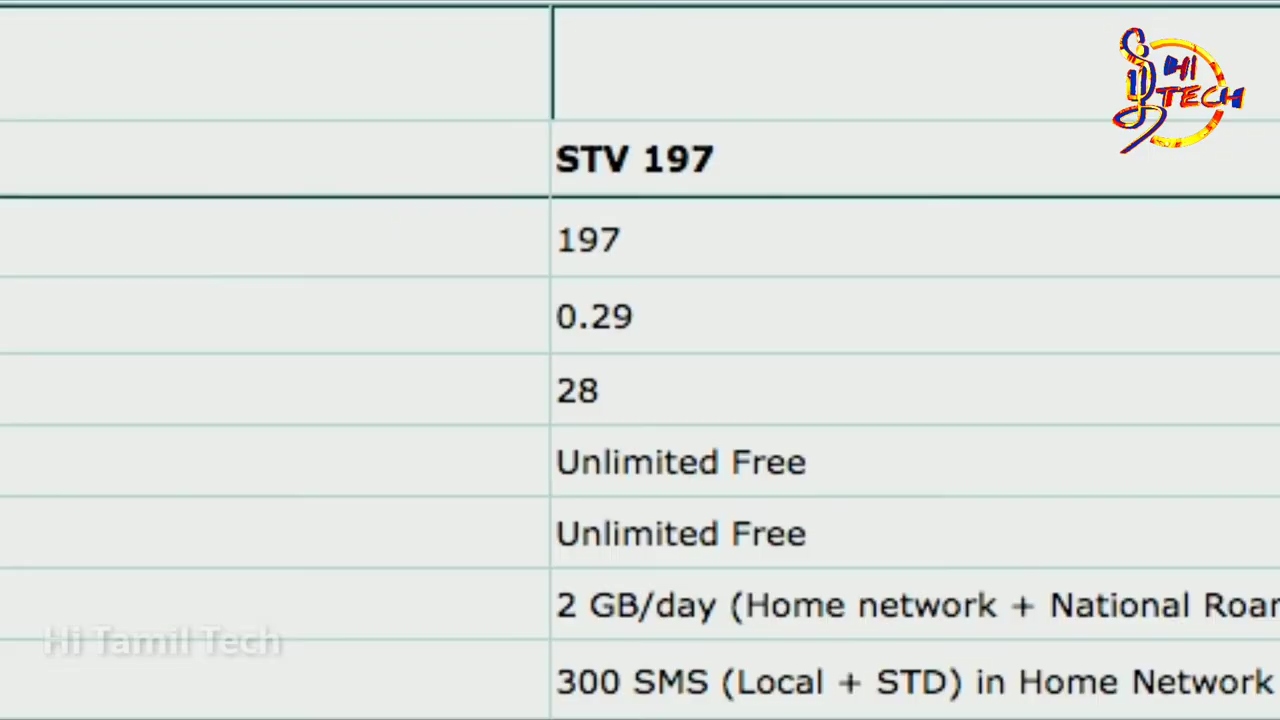 HI
TECH
STV 197
197
0.29
28
Unlimited Free
Unlimited Free
2 GB/day (Home network + National Roar
Hi Tamil Tech
300 SMS (Local + STD) in Home Network